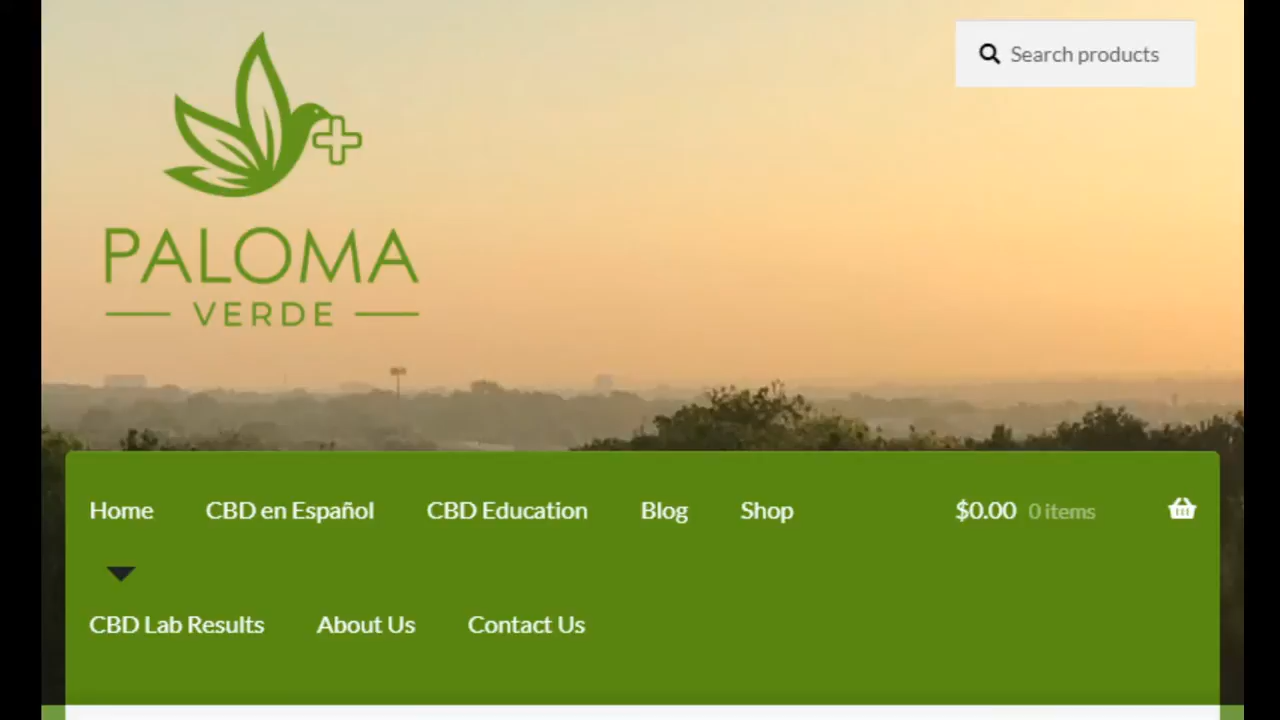 Search products
PALOMA
VERDE
Home CBD en Español CBD Education Blog Shop $0.00 0 items
CBD Lab Results About Us Contact Us